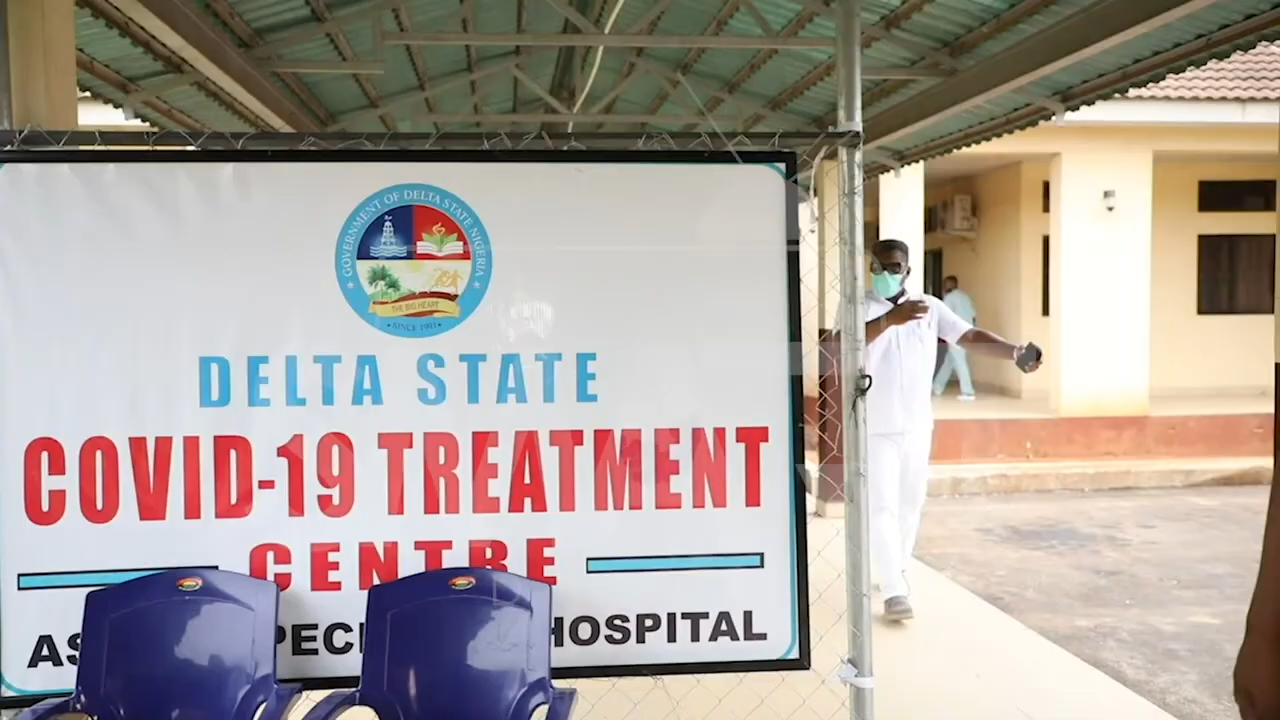 GOVERNMENT OF DELTA STATE NIGERIA
THE BIG HEART
SINCE 1991
DELTA STATE
COVID-19 TREATMENT
CENTRE
HOSPITAL